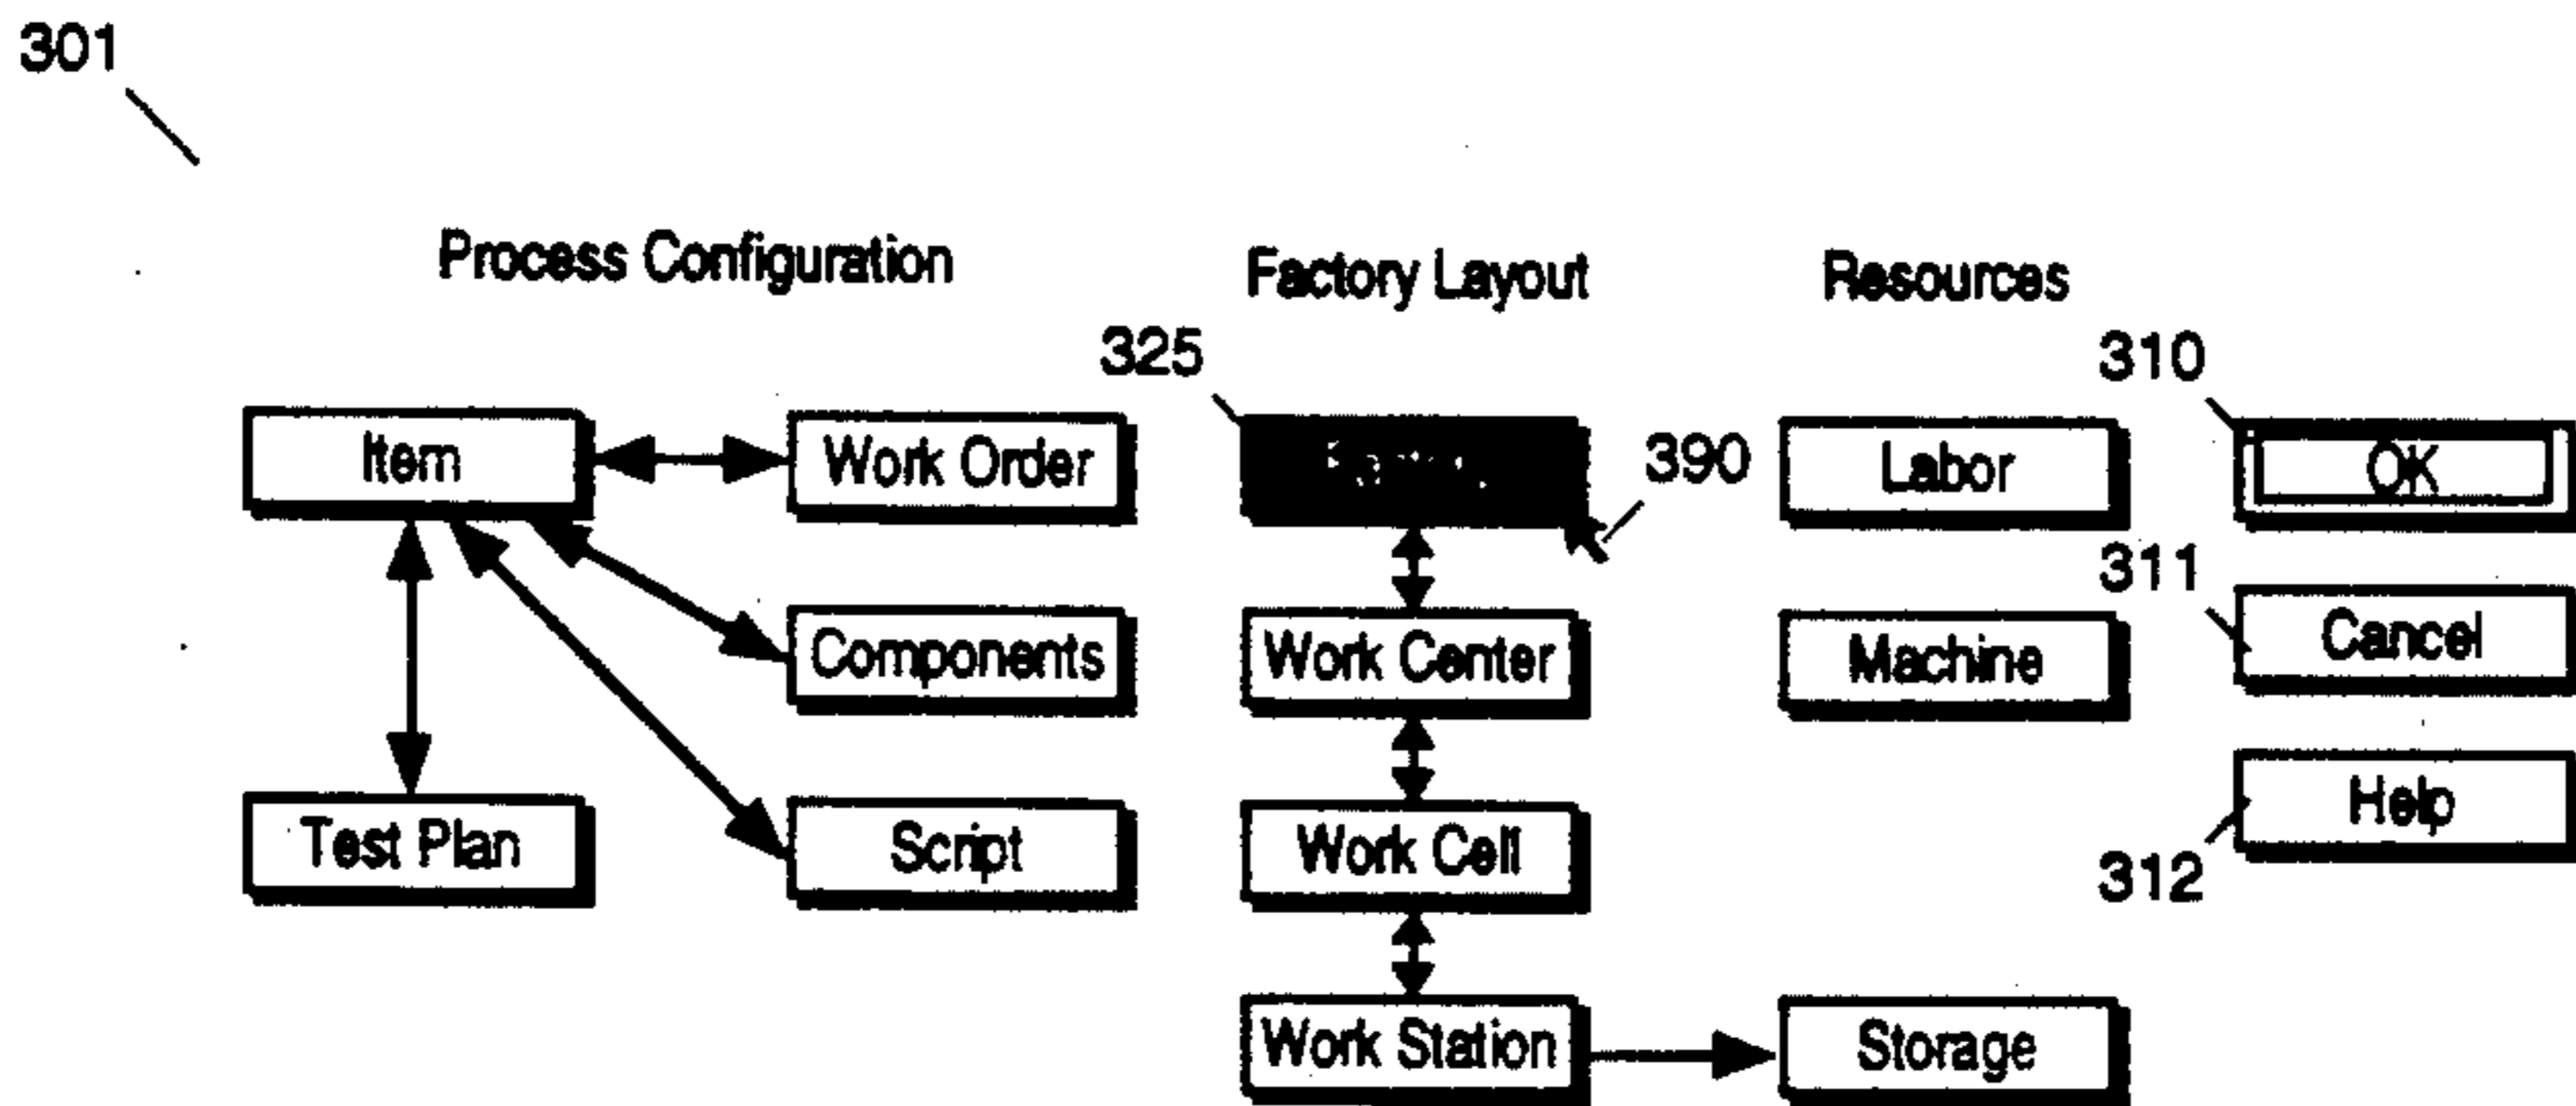 301
Process Configuration
Factory Layout
Resources
325
310
Item
Work Order
390
Labor
OK
311
Components
Work Center
Machine
Cancel
Test Plan
Script
Work Cell
Help
312
Work Station
Storage